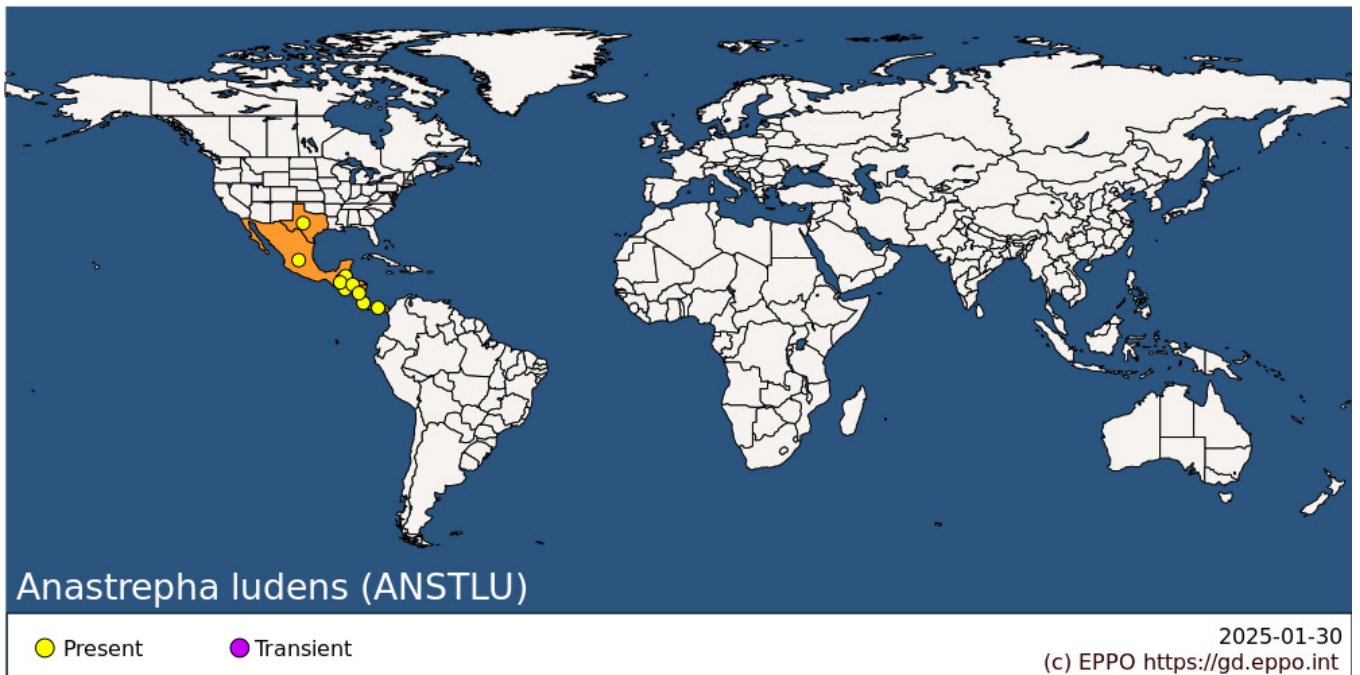 Anastrepha ludens (ANSTLU)
Present
Transient
2025-01-30
(c) EPPO https://gd.eppo.int